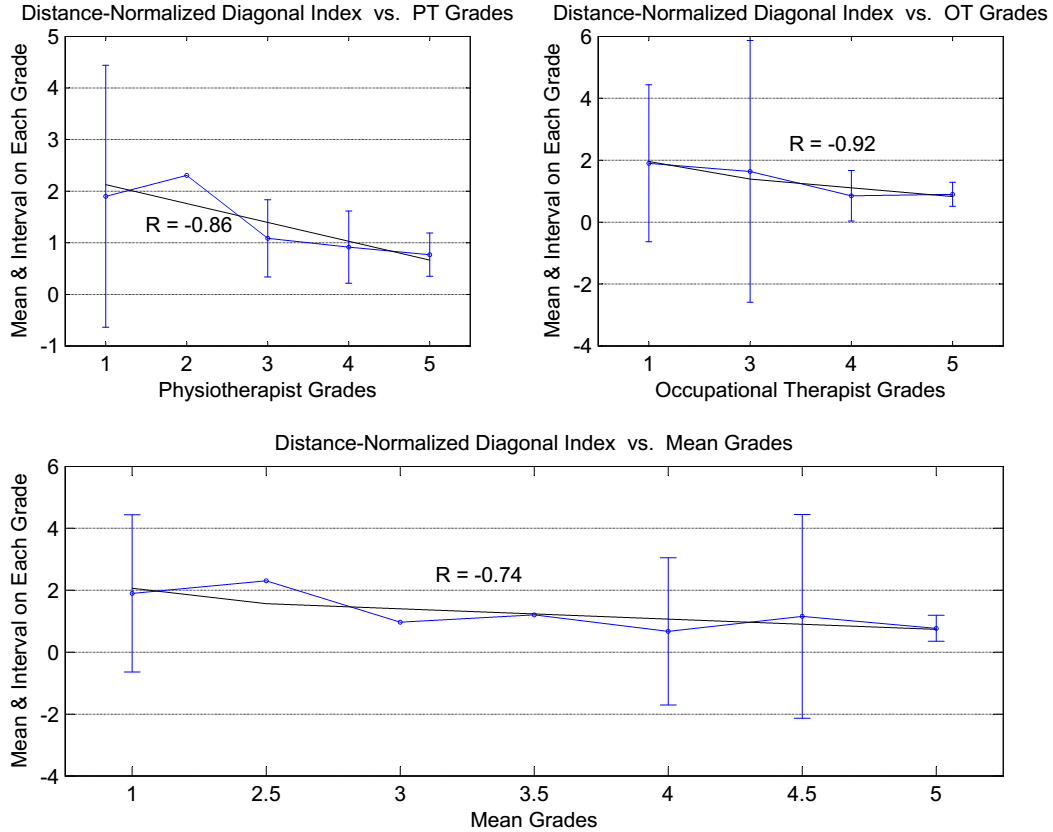 Distance-Normalized Diagonal Index vs. PT Grades
Mean & Interval on Each Grade
5
4
3
2
1
0
-1
R = -0.86
1 2 3 4 5
Physiotherapist Grades
Distance-Normalized Diagonal Index vs. OT Grades
Mean & Interval on Each Grade
6
4
2
0
-2
-4
R = -0.92
1 3 4 5
Occupational Therapist Grades
Distance-Normalized Diagonal Index vs. Mean Grades
Mean & Interval on Each Grade
6
4
2
0
-2
-4
R = -0.74
1 2.5 3 3.5 4 4.5 5
Mean Grades